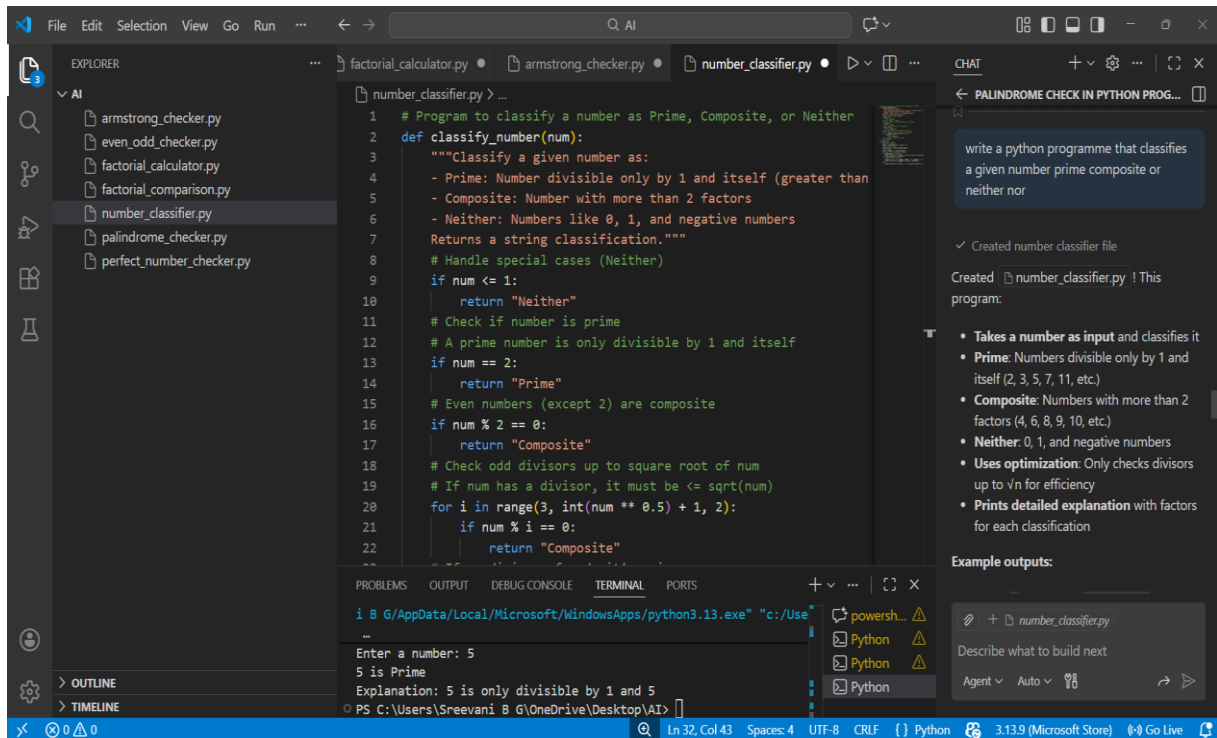 File Edit Selection View Go Run ··· ← → AI
EXPLORER ···
AI
armstrong_checker.py
even_odd_checker.py
factorial_calculator.py
factorial_comparison.py
number_classifier.py
palindrome_checker.py
perfect_number_checker.py
OUTLINE
TIMELINE
factorial_calculator.py armstrong_checker.py number_classifier.py ···
number_classifier.py > ...
1 # Program to classify a number as Prime, Composite, or Neither
2 def classify_number(num):
3 """Classify a given number as:
4 - Prime: Number divisible only by 1 and itself (greater than
5 - Composite: Number with more than 2 factors
6 - Neither: Numbers like 0, 1, and negative numbers
7 Returns a string classification."""
8 # Handle special cases (Neither)
9 if num <= 1:
10 return "Neither"
11 # Check if number is prime
12 # A prime number is only divisible by 1 and itself
13 if num == 2:
14 return "Prime"
15 # Even numbers (except 2) are composite
16 if num % 2 == 0:
17 return "Composite"
18 # Check odd divisors up to square root of num
19 # If num has a divisor, it must be <= sqrt(num)
20 for i in range(3, int(num ** 0.5) + 1, 2):
21 if num % i == 0:
22 return "Composite"
PROBLEMS OUTPUT DEBUG CONSOLE TERMINAL PORTS
i B G/AppData/Local/Microsoft/WindowsApps/python3.13.exe" "c:/Use
…
Enter a number: 5
5 is Prime
Explanation: 5 is only divisible by 1 and 5
PS C:\Users\Sreevani B G\OneDrive\Desktop\AI>
powersh...
Python
Python
Python
CHAT
PALINDROME CHECK IN PYTHON PROG...
write a python programme that classifies
a given number prime composite or
neither nor
Created number classifier file
Created number_classifier.py ! This
program:
• Takes a number as input and classifies it
• Prime: Numbers divisible only by 1 and
itself (2, 3, 5, 7, 11, etc.)
• Composite: Numbers with more than 2
factors (4, 6, 8, 9, 10, etc.)
• Neither: 0, 1, and negative numbers
• Uses optimization: Only checks divisors
up to √n for efficiency
• Prints detailed explanation with factors
for each classification
Example outputs:
+ number_classifier.py
Describe what to build next
Agent Auto
0 0 Ln 32, Col 43 Spaces: 4 UTF-8 CRLF { } Python 3.13.9 (Microsoft Store) Go Live